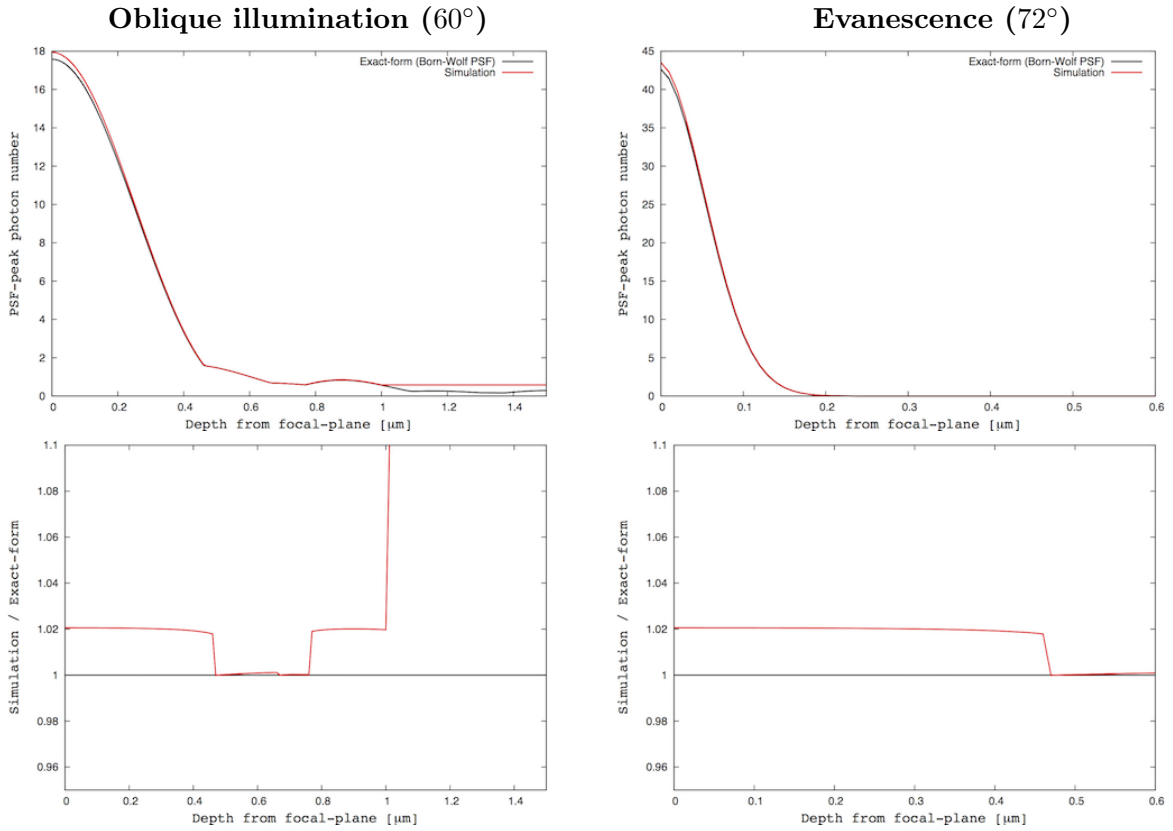 Oblique illumination (60°)
Evanescence (72°)
PSF-peak photon number
18
16
14
12
10
8
6
4
2
0
Exact-form (Born-Wolf PSF)
Simulation
0 0.2 0.4 0.6 0.8 1 1.2 1.4
Depth from focal-plane [μm]
PSF-peak photon number
45
40
35
30
25
20
15
10
5
0
Exact-form (Born-Wolf PSF)
Simulation
0 0.1 0.2 0.3 0.4 0.5 0.6
Depth from focal-plane [μm]
Simulation / Exact-form
1.1
1.08
1.06
1.04
1.02
1
0.98
0.96
0 0.2 0.4 0.6 0.8 1 1.2 1.4
Depth from focal-plane [μm]
Simulation / Exact-form
1.1
1.08
1.06
1.04
1.02
1
0.98
0.96
0 0.1 0.2 0.3 0.4 0.5 0.6
Depth from focal-plane [μm]